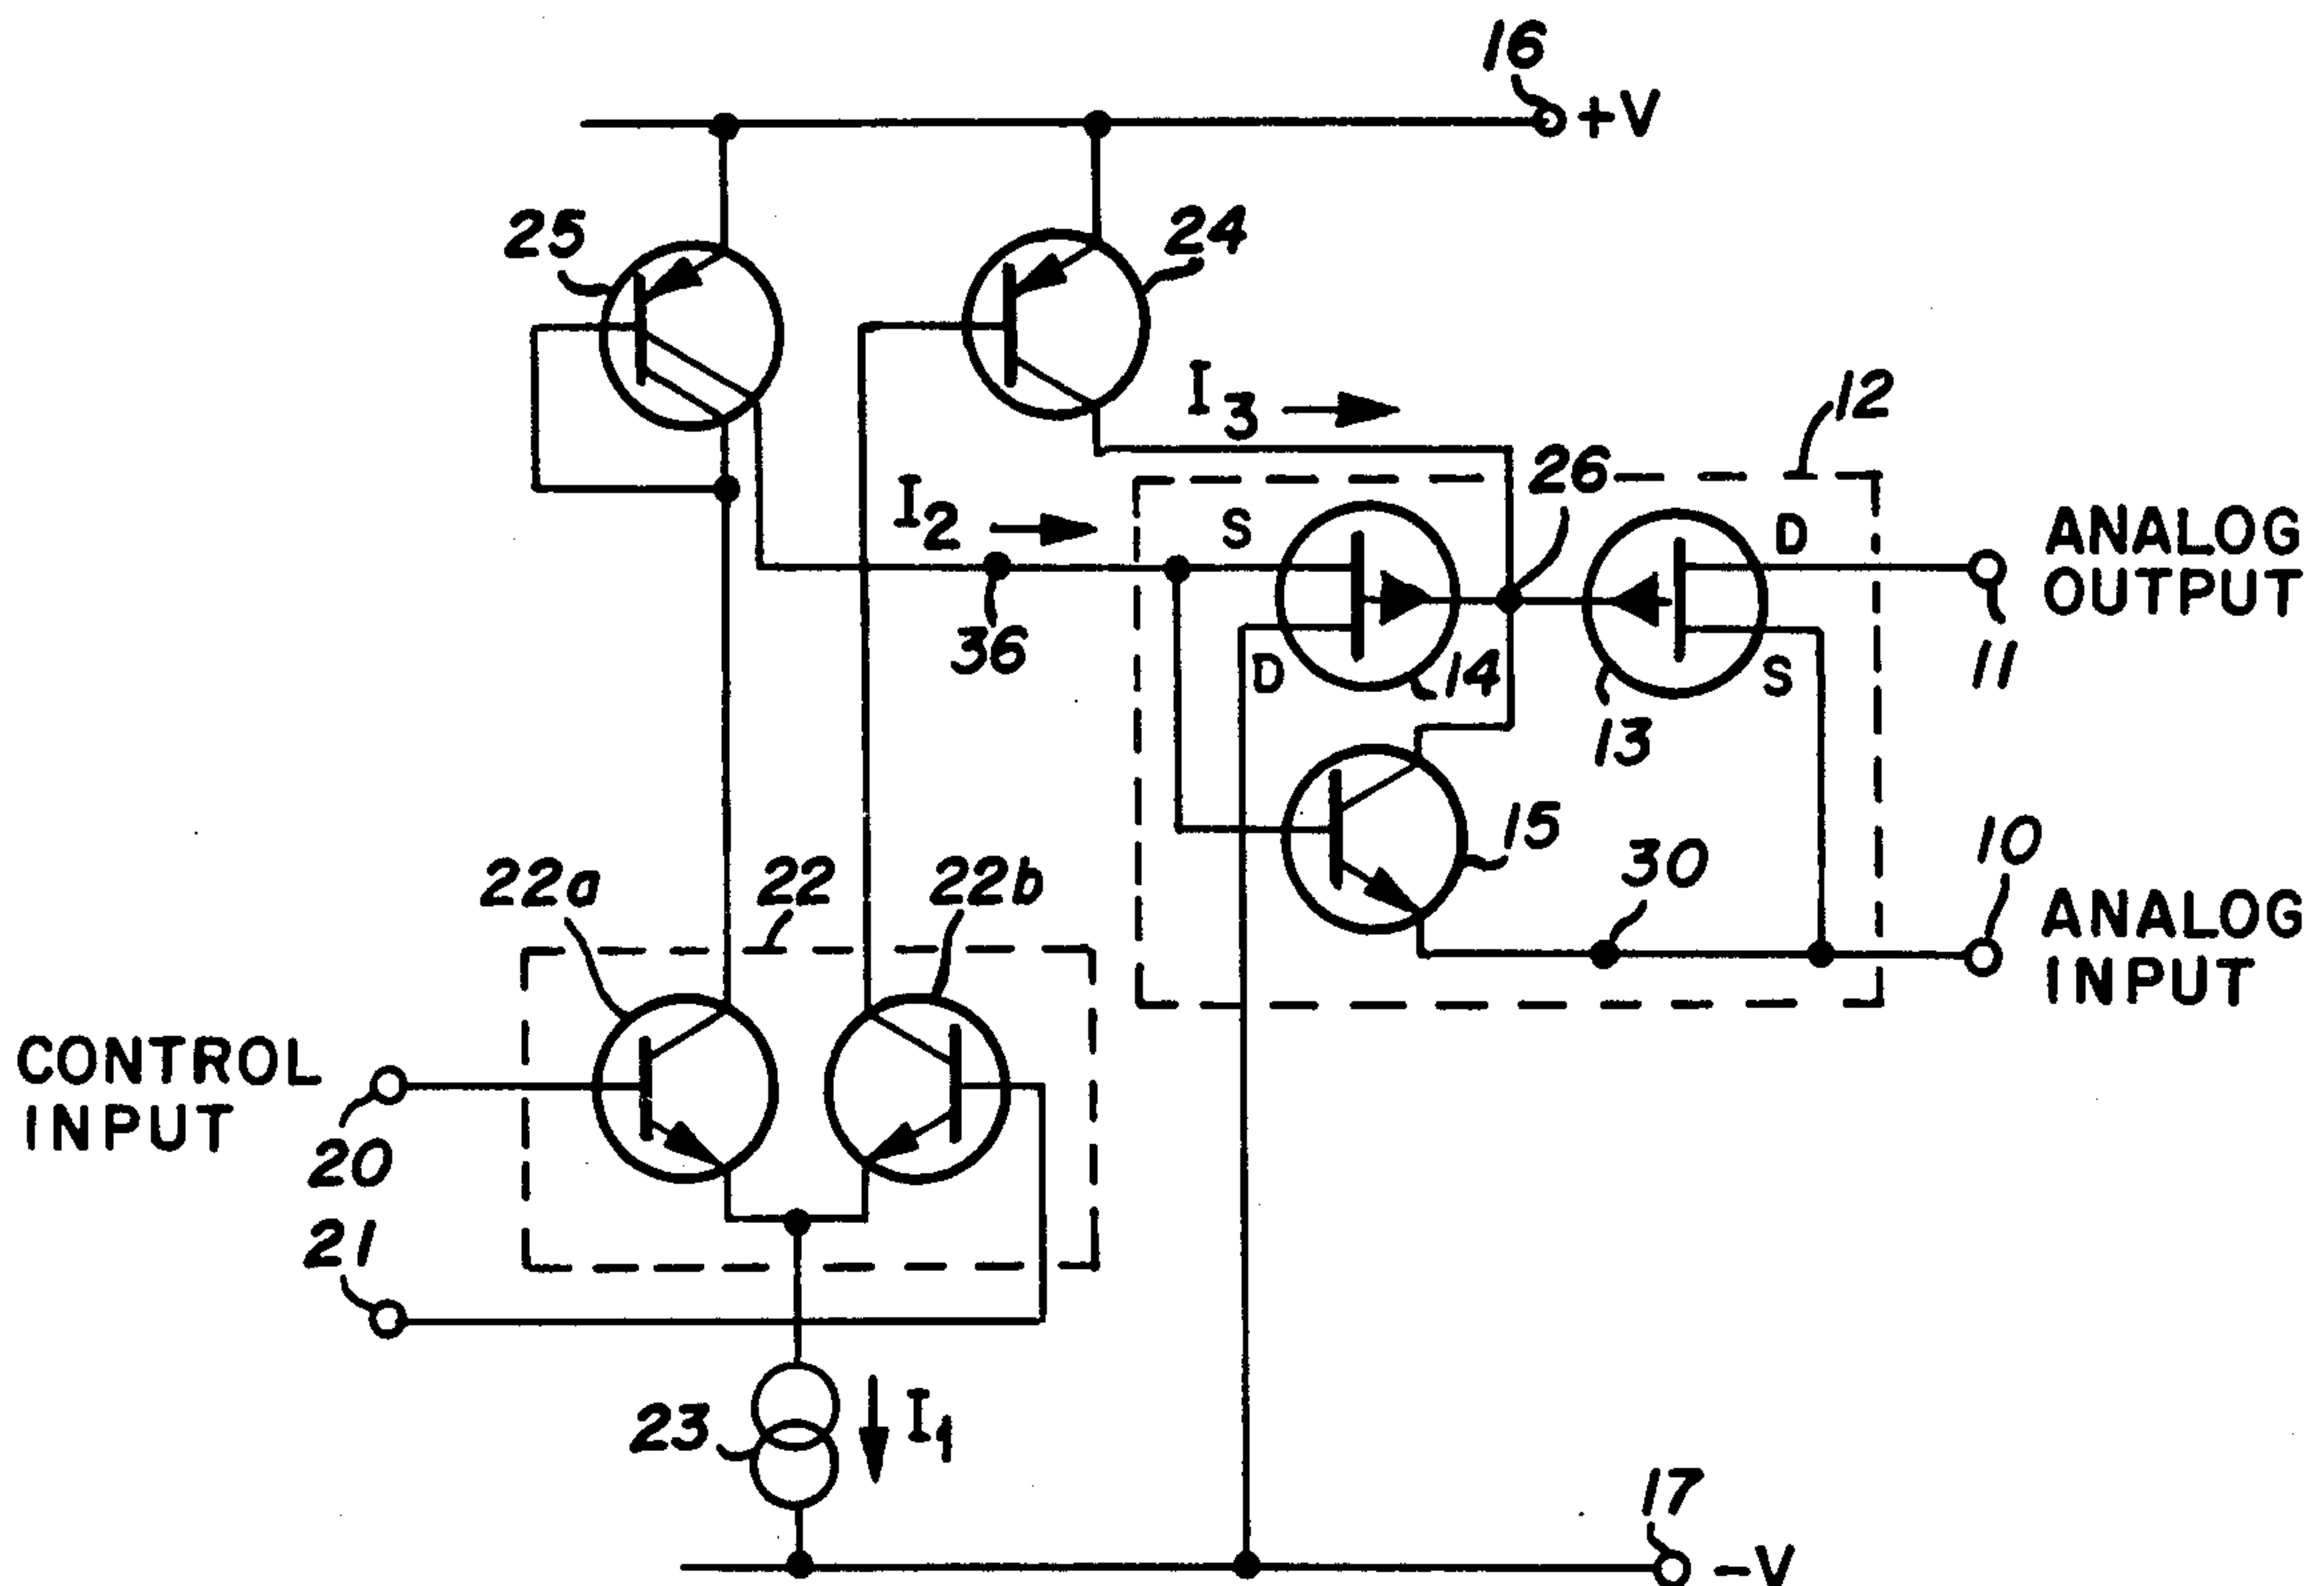 16
+V
25
24
I3
12
26
I2
S
D
ANALOG
OUTPUT
36
D
14
S
11
13
15
30
10
22a
22
22b
ANALOG
INPUT
CONTROL
INPUT
20
21
23
I1
17
-V